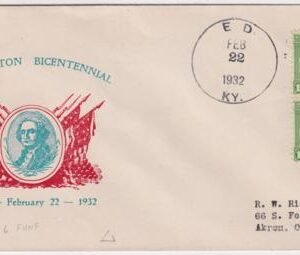 TON BICENTENNIAL
February 22 — 1932
E D
FEB
22
1932
KY.
R. W. Ri
66 S. Fo
Akron, O